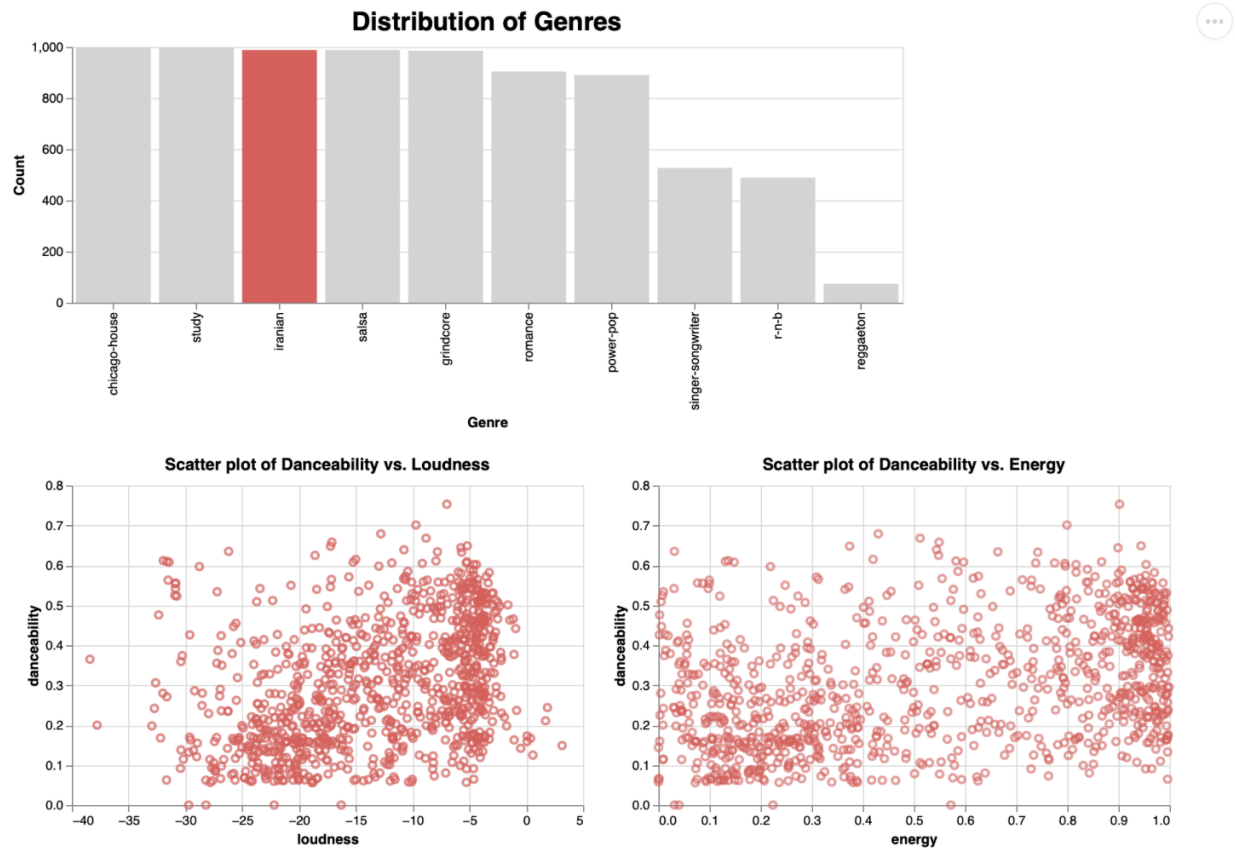 Distribution of Genres
1,000
800
600
400
200
0
Count
chicago-house
study
iranian
salsa
grindcore
romance
power-pop
singer-songwriter
r-n-b
reggaeton
Genre
Scatter plot of Danceability vs. Loudness
0.8
0.7
0.6
0.5
0.4
0.3
0.2
0.1
0.0
danceability
−40 −35 −30 −25 −20 −15 −10 −5 0 5
loudness
Scatter plot of Danceability vs. Energy
0.8
0.7
0.6
0.5
0.4
0.3
0.2
0.1
0.0
danceability
0.0 0.1 0.2 0.3 0.4 0.5 0.6 0.7 0.8 0.9 1.0
energy